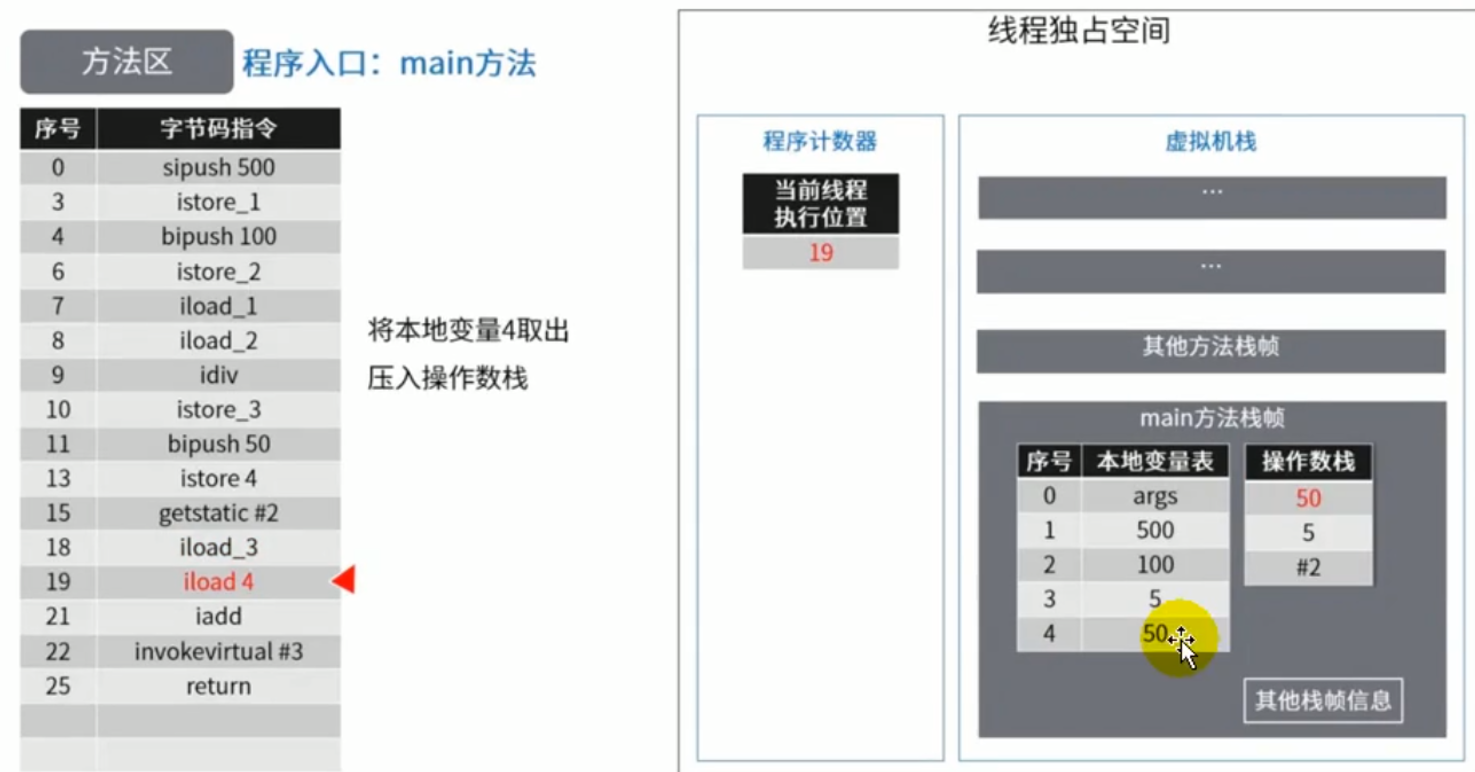 方法区 程序入口：main方法
序号 字节码指令
0 sipush 500
3 istore_1
4 bipush 100
6 istore_2
7 iload_1
8 iload_2
9 idiv
10 istore_3
11 bipush 50
13 istore 4
15 getstatic #2
18 iload_3
19 iload 4
21 iadd
22 invokevirtual #3
25 return
将本地变量4取出
压入操作数栈
线程独占空间
程序计数器
当前线程
执行位置
19
虚拟机栈
...
...
其他方法栈帧
main方法栈帧
序号 本地变量表
0 args
1 500
2 100
3 5
4 50
操作数栈
50
5
#2
其他栈帧信息